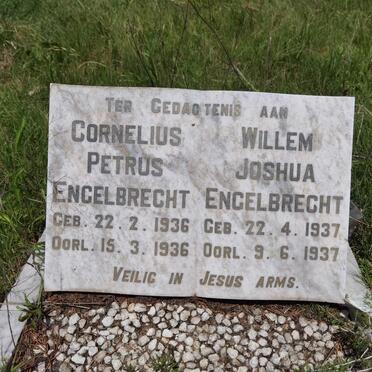 TER GEDAGTENIS AAN
CORNELIUS WILLEM
PETRUS JOSHUA
ENGELBRECHT ENGELBRECHT
GEB. 22. 2. 1936 GEB. 22. 4. 1937
OORL. 15. 3. 1936 OORL. 9. 6. 1937
VEILIG IN JESUS ARMS.